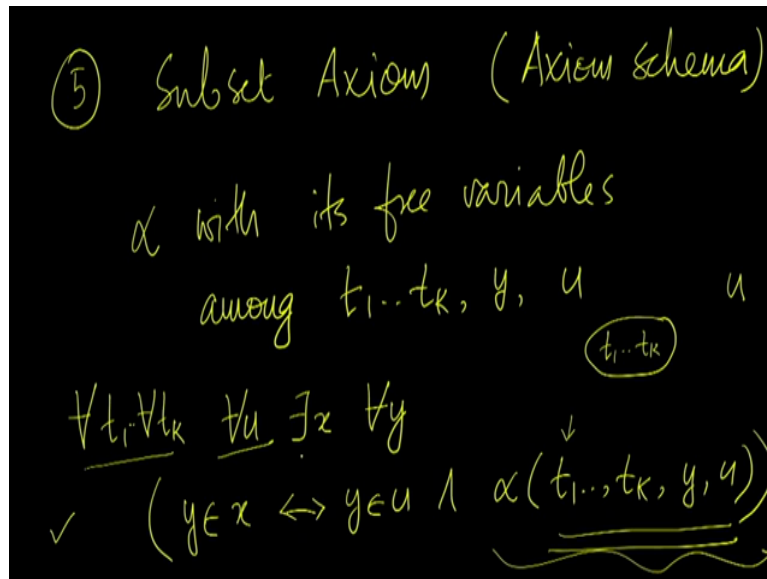 ⑤ Subset Axiom (Axiom schema)
α with its free variables
among t₁..tₖ, y, u u
t₁..tₖ
∀t₁..∀tₖ ∀u ∃x ∀y
✓ (y∈x ↔ y∈u ∧ α(t₁..,tₖ, y, u))